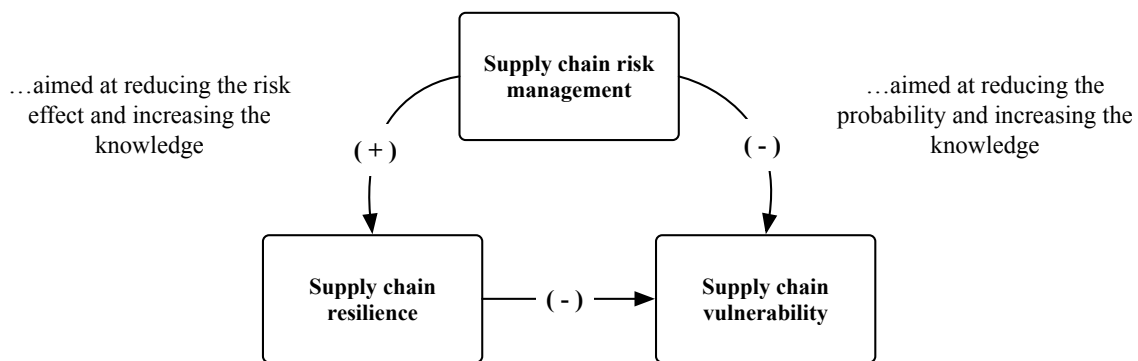 Supply chain risk
management
…aimed at reducing the risk
effect and increasing the
knowledge
…aimed at reducing the
probability and increasing the
knowledge
( + )
( - )
Supply chain
resilience
( - )
Supply chain
vulnerability